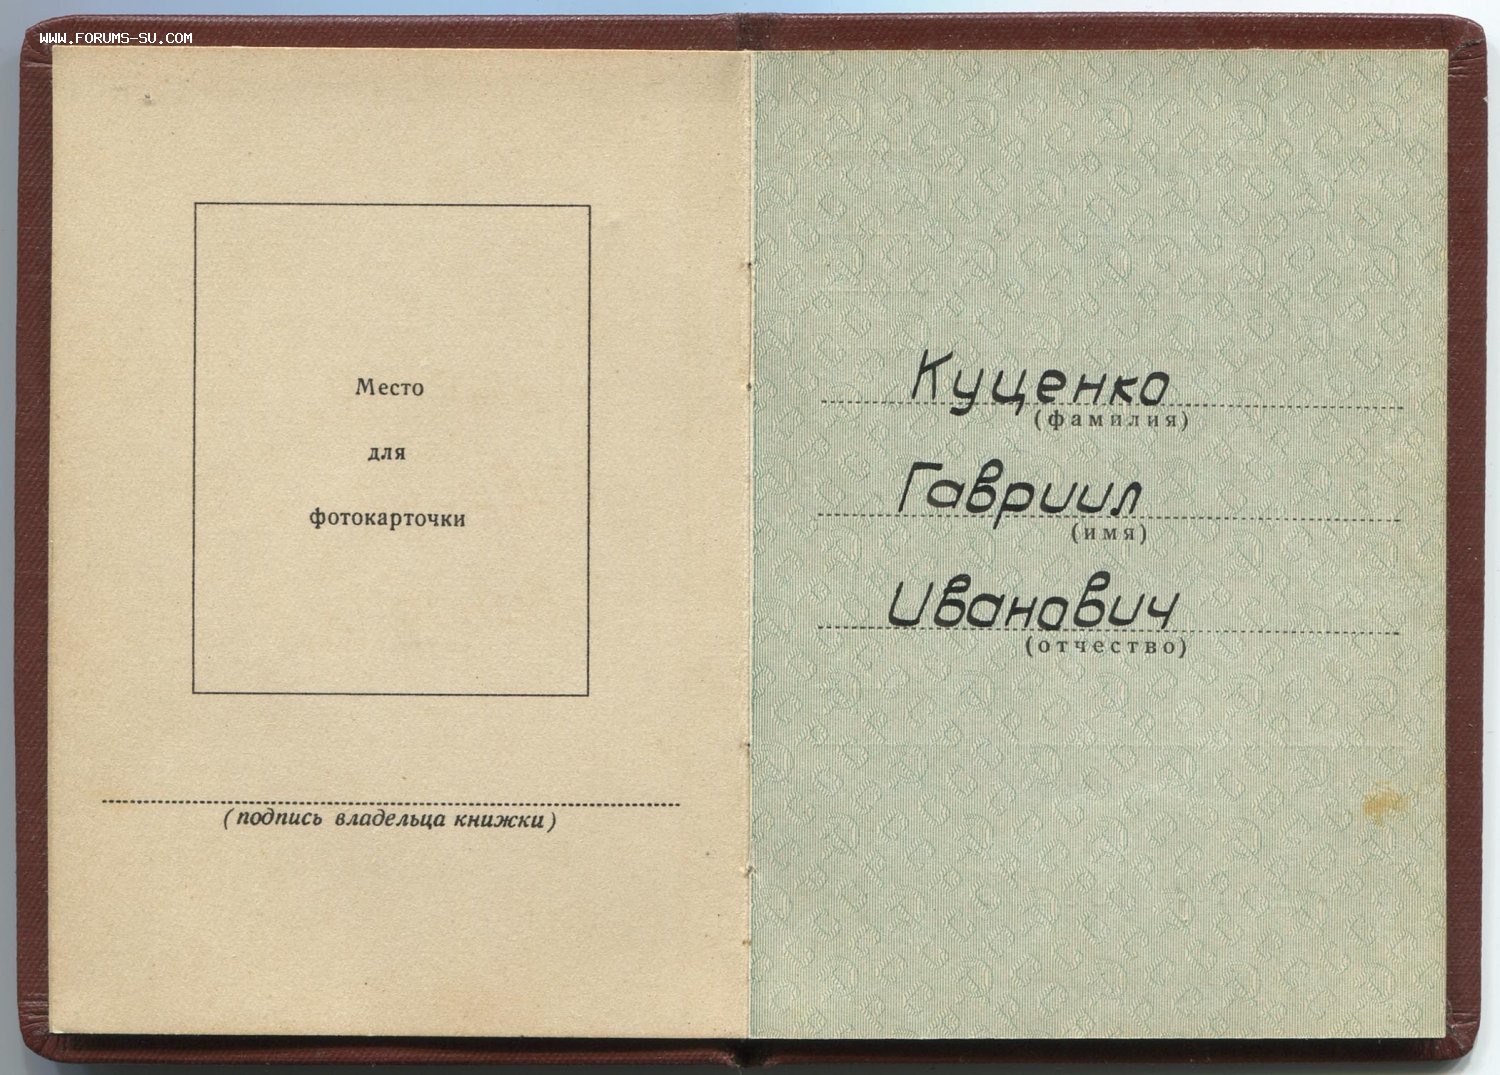 WWW.FORUMS-SU.COM
Место
для
фотокарточки
(подпись владельца книжки)
Куценко
(фамилия)
Гавриил
(имя)
Иванович
(отчество)